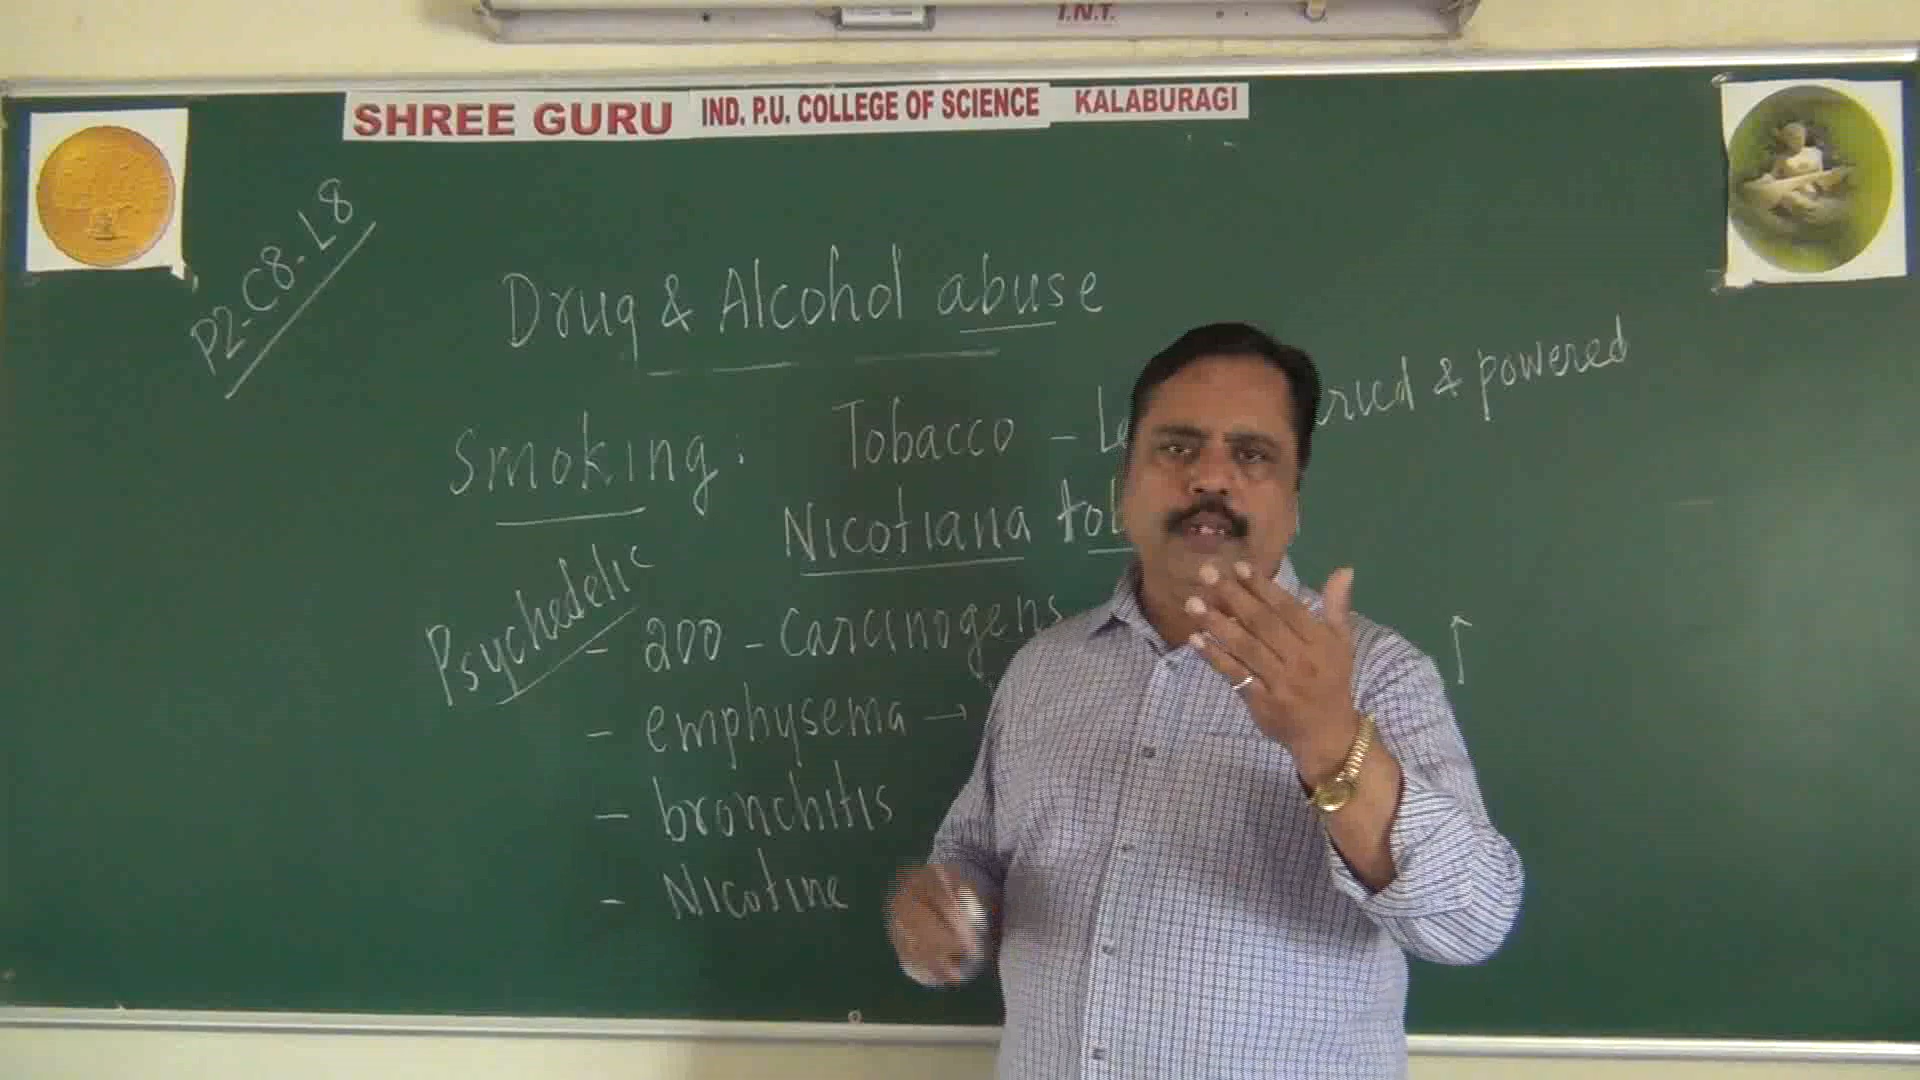 I.N.T.
SHREE GURU IND. P.U. COLLEGE OF SCIENCE KALABURAGI
P2-C8-L8
Drug & Alcohol abuse
Smoking: Tobacco - & powered
Nicotiana
Psychedelic
- 200 - Carcinogens
- emphysema →
- bronchitis
- Nicotine
↑